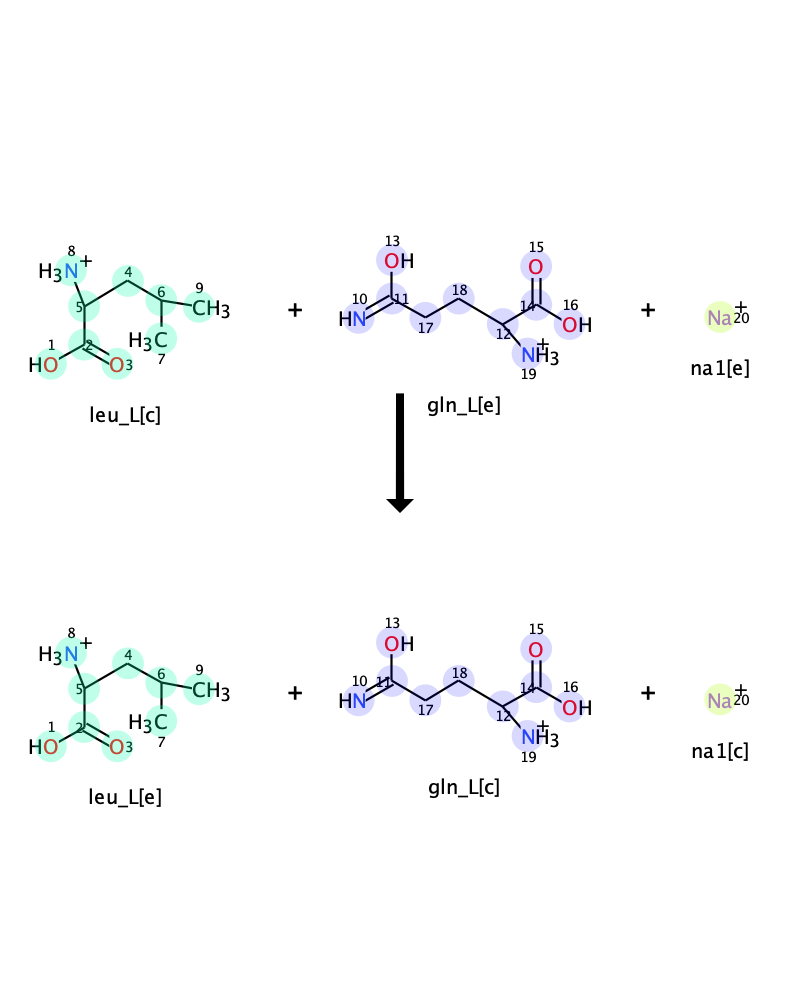 8
H3N+ 4
6 9
5 CH3
H3C
1 2 7
HO O3
leu_L[c]
+
13
OH
10 11 18
HN 17
15
O
14 16
OH
12
NH3+
19
gln_L[e]
+
Na+ 20
na1[e]
8
H3N+ 4
6 9
5 CH3
H3C
1 2 7
HO O3
leu_L[e]
+
13
OH
10 11 18
HN 17
15
O
14 16
OH
12
NH3+
19
gln_L[c]
+
Na+ 20
na1[c]